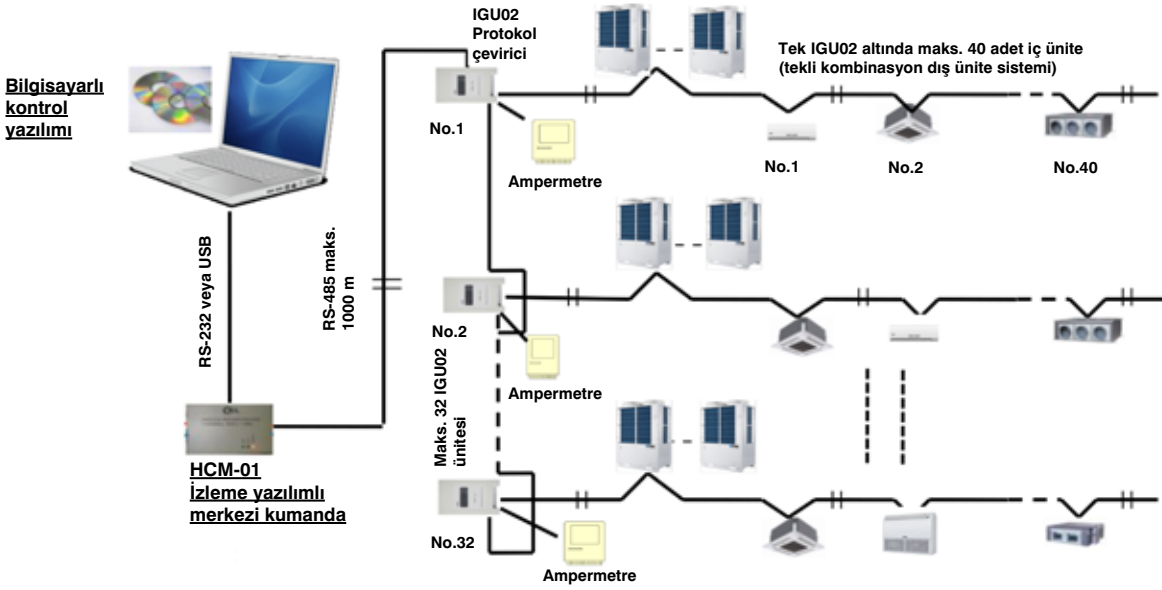 IGU02
Protokol
çevirici
Tek IGU02 altında maks. 40 adet iç ünite
(tekli kombinasyon dış ünite sistemi)
Bilgisayarlı
kontrol
yazılımı
No.1
Ampermetre
No.1
No.2
No.40
RS-232 veya USB
RS-485 maks.
1000 m
No.2
Ampermetre
Maks. 32 IGU02
ünitesi
HCM-01
İzleme yazılımlı
merkezi kumanda
No.32
Ampermetre